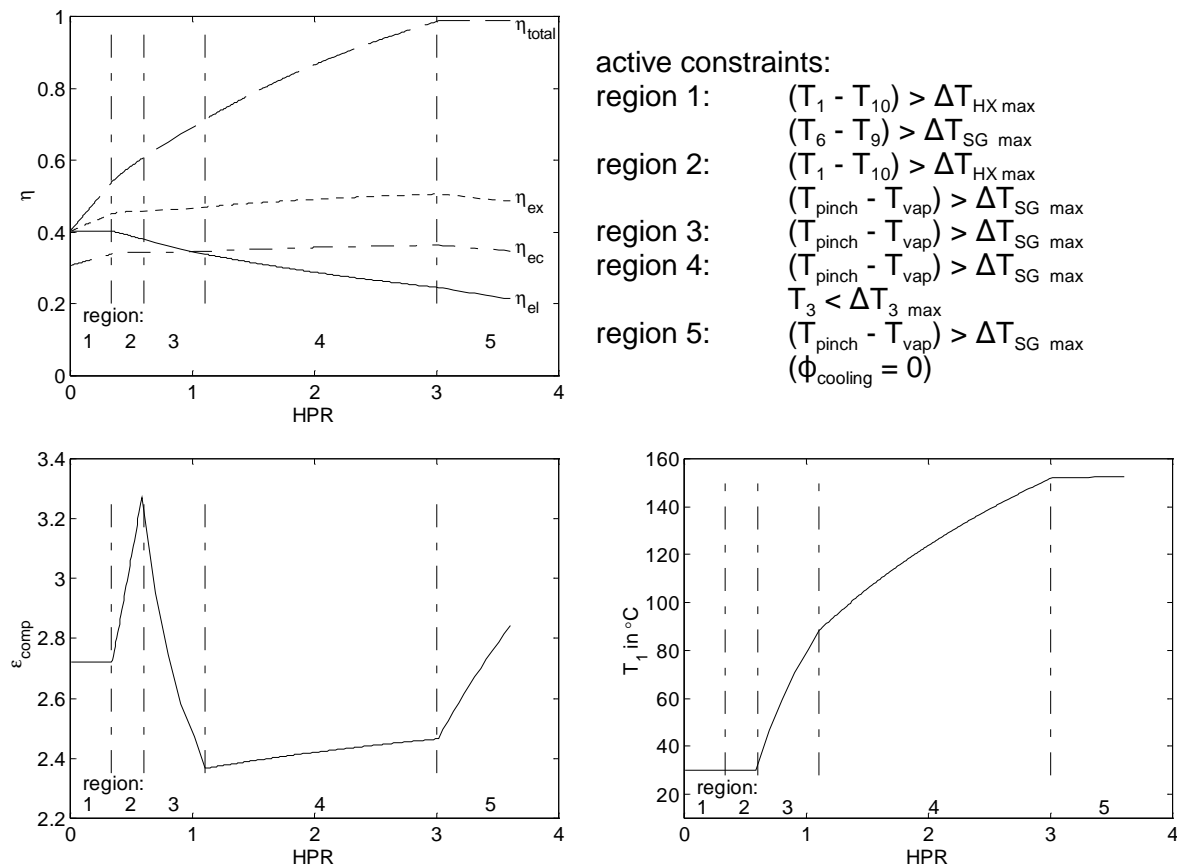 1
0.8
0.6
0.4
0.2
0
η
η_total
η_ex
η_ec
η_el
region:
1 2 3 4 5
0 1 2 3 4
HPR
active constraints:
region 1: (T_1 - T_10) > ΔT_HX max
(T_6 - T_9) > ΔT_SG max
region 2: (T_1 - T_10) > ΔT_HX max
(T_pinch - T_vap) > ΔT_SG max
region 3: (T_pinch - T_vap) > ΔT_SG max
region 4: (T_pinch - T_vap) > ΔT_SG max
T_3 < ΔT_3 max
region 5: (T_pinch - T_vap) > ΔT_SG max
(ϕ_cooling = 0)
3.4
3.2
3
2.8
2.6
2.4
2.2
ε_comp
region:
1 2 3 4 5
0 1 2 3 4
HPR
160
140
120
100
80
60
40
20
T_1 in °C
region:
1 2 3 4 5
0 1 2 3 4
HPR